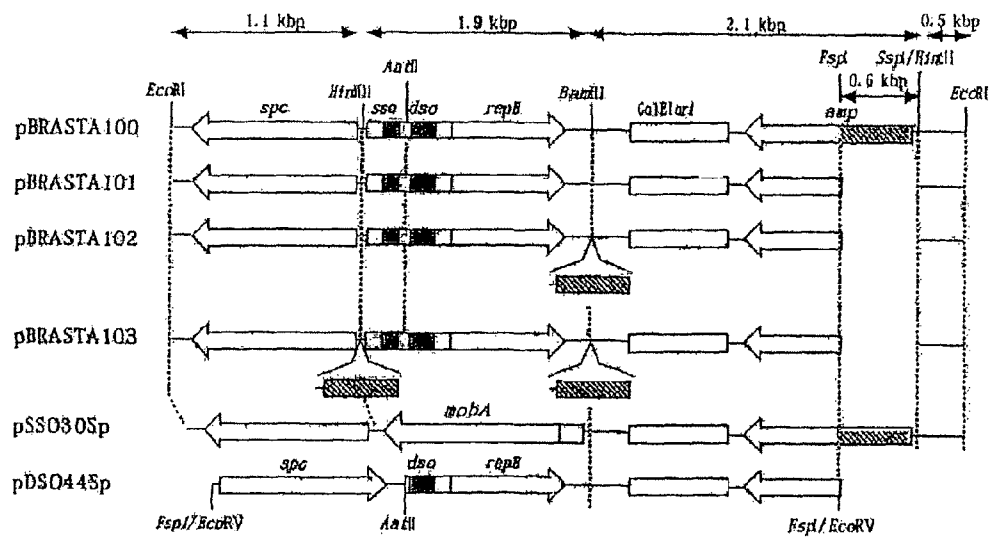 1.1 kbp 1.9 kbp 2.1 kbp 0.5 kbp
AatII FspI SspI/HincII
EcoRI HindIII BamHI 0.6 kbp EcoRI
spc sso dso repB ColE1ori amp
pBRASTA100
pBRASTA101
pBRASTA102
pBRASTA103
mobA
pSSO30Sp
spc dso repB
pDSO44Sp
FspI/EcoRV AatII FspI/EcoRV